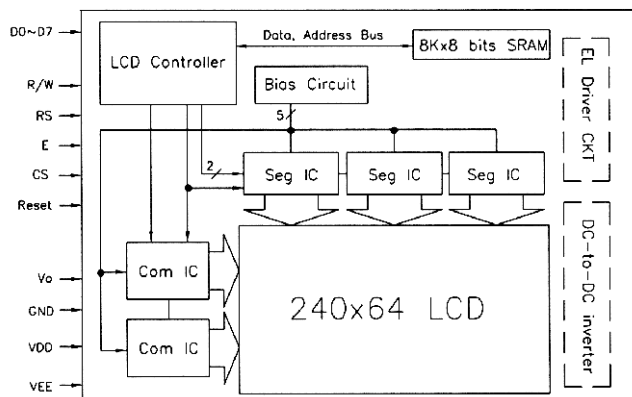 D0~D7
R/W
RS
E
CS
Reset
Vo
GND
VDD
VEE
LCD Controller
Data, Address Bus
8Kx8 bits SRAM
Bias Circuit
5
2
Seg IC
Seg IC
Seg IC
Com IC
Com IC
240x64 LCD
EL Driver CKT
DC-to-DC inverter